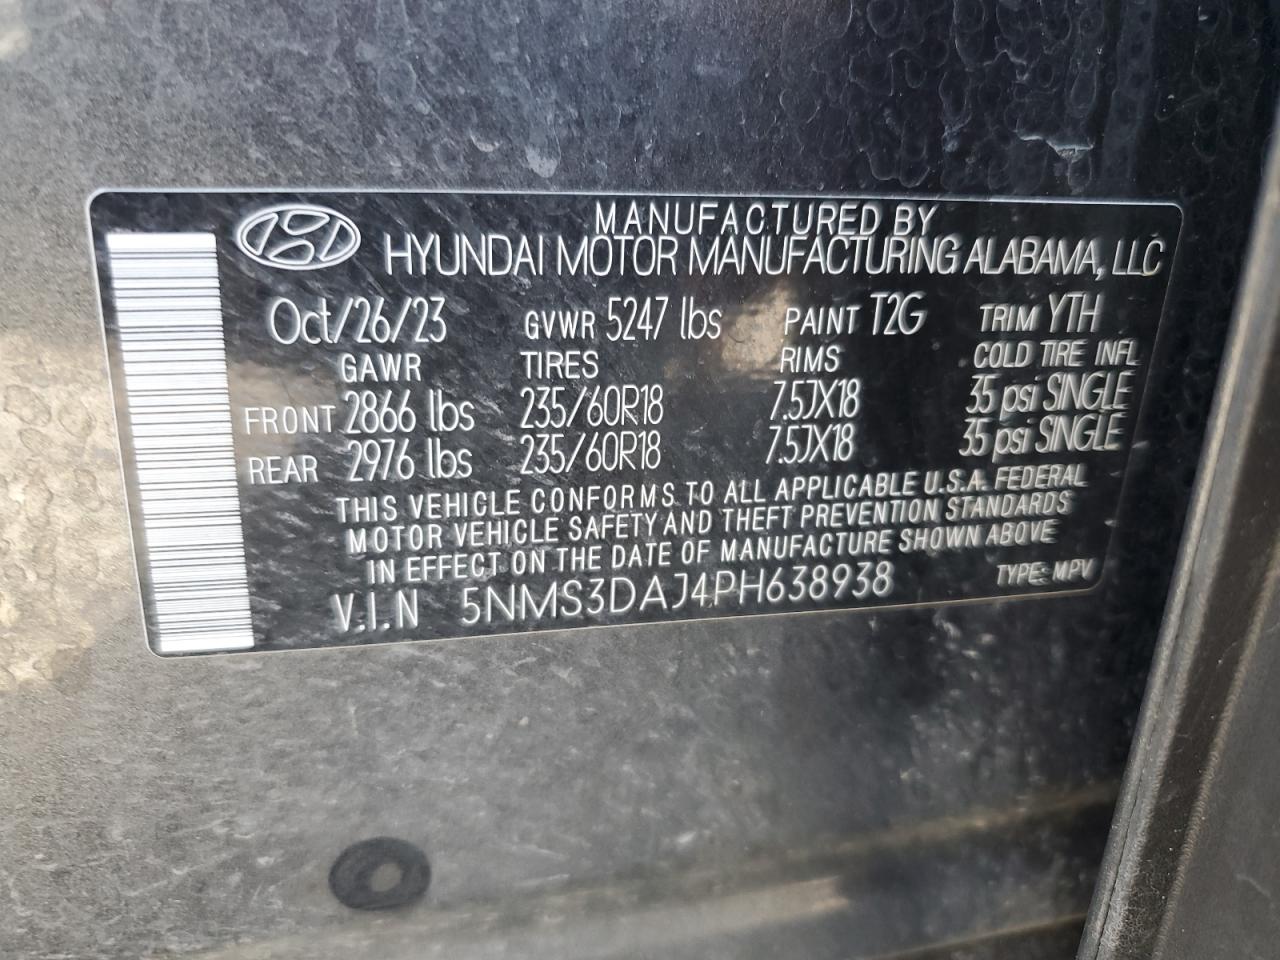 MANUFACTURED BY
HYUNDAI MOTOR MANUFACTURING ALABAMA, LLC
Oct/26/23 GVWR 5247 lbs PAINT T2G TRIM YTH
GAWR TIRES RIMS COLD TIRE INFL
FRONT 2866 lbs 235/60R18 7.5JX18 35 psi SINGLE
REAR 2976 lbs 235/60R18 7.5JX18 35 psi SINGLE
THIS VEHICLE CONFORMS TO ALL APPLICABLE U.S.A. FEDERAL
MOTOR VEHICLE SAFETY AND THEFT PREVENTION STANDARDS
IN EFFECT ON THE DATE OF MANUFACTURE SHOWN ABOVE
V.I.N 5NMS3DAJ4PH638938 TYPE: MPV